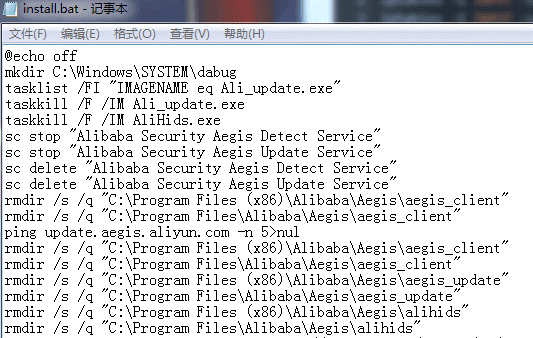 install.bat - 记事本
文件(F) 编辑(E) 格式(O) 查看(V) 帮助(H)
@echo off
mkdir C:\Windows\SYSTEM\dabug
tasklist /FI "IMAGENAME eq Ali_update.exe"
taskkill /F /IM Ali_update.exe
taskkill /F /IM AliHids.exe
sc stop "Alibaba Security Aegis Detect Service"
sc stop "Alibaba Security Aegis Update Service"
sc delete "Alibaba Security Aegis Detect Service"
sc delete "Alibaba Security Aegis Update Service"
rmdir /s /q "C:\Program Files (x86)\Alibaba\Aegis\aegis_client"
rmdir /s /q "C:\Program Files\Alibaba\Aegis\aegis_client"
ping update.aegis.aliyun.com -n 5>nul
rmdir /s /q "C:\Program Files (x86)\Alibaba\Aegis\aegis_client"
rmdir /s /q "C:\Program Files\Alibaba\Aegis\aegis_client"
rmdir /s /q "C:\Program Files (x86)\Alibaba\Aegis\aegis_update"
rmdir /s /q "C:\Program Files\Alibaba\Aegis\aegis_update"
rmdir /s /q "C:\Program Files (x86)\Alibaba\Aegis\alihids"
rmdir /s /q "C:\Program Files\Alibaba\Aegis\alihids"